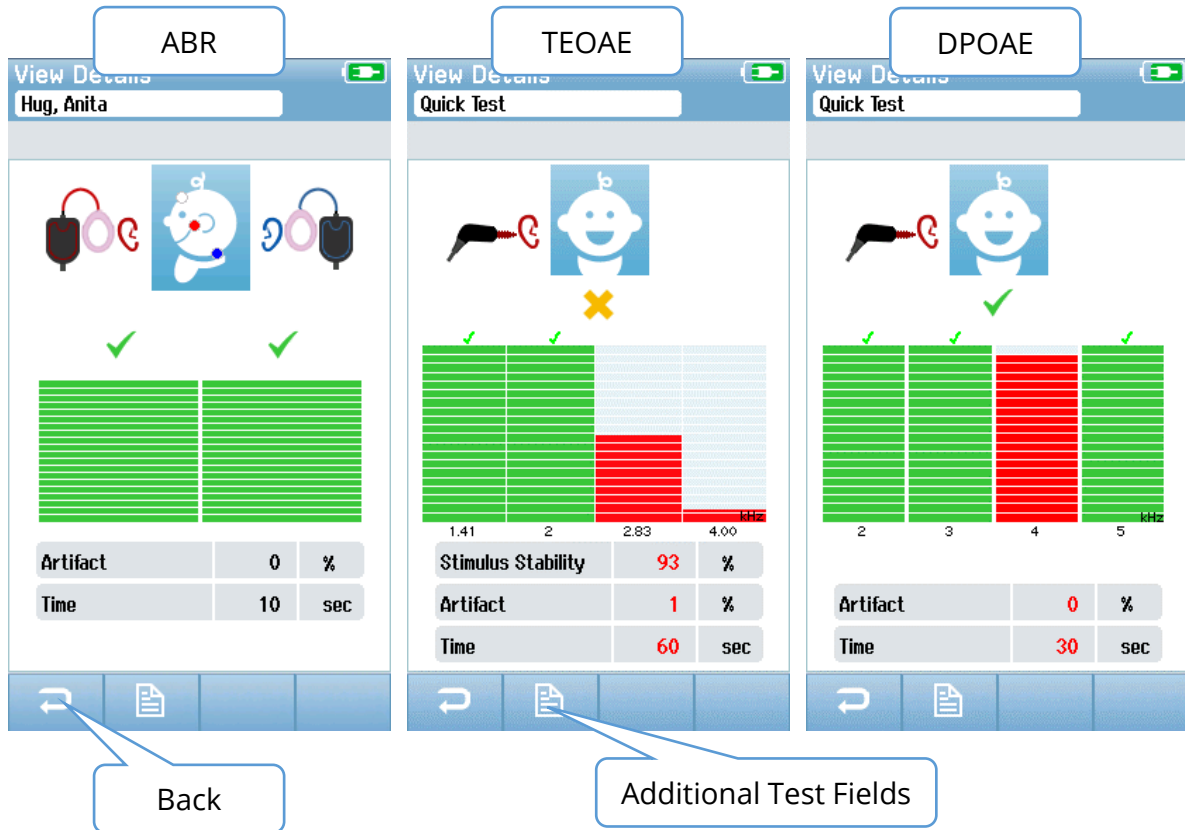 ABR
TEOAE
DPOAE
View Details
Hug, Anita
View Details
Quick Test
View Details
Quick Test
Artifact 0 %
Time 10 sec
kHz
1.41 2 2.83 4.00
Stimulus Stability 93 %
Artifact 1 %
Time 60 sec
kHz
2 3 4 5
Artifact 0 %
Time 30 sec
Back
Additional Test Fields